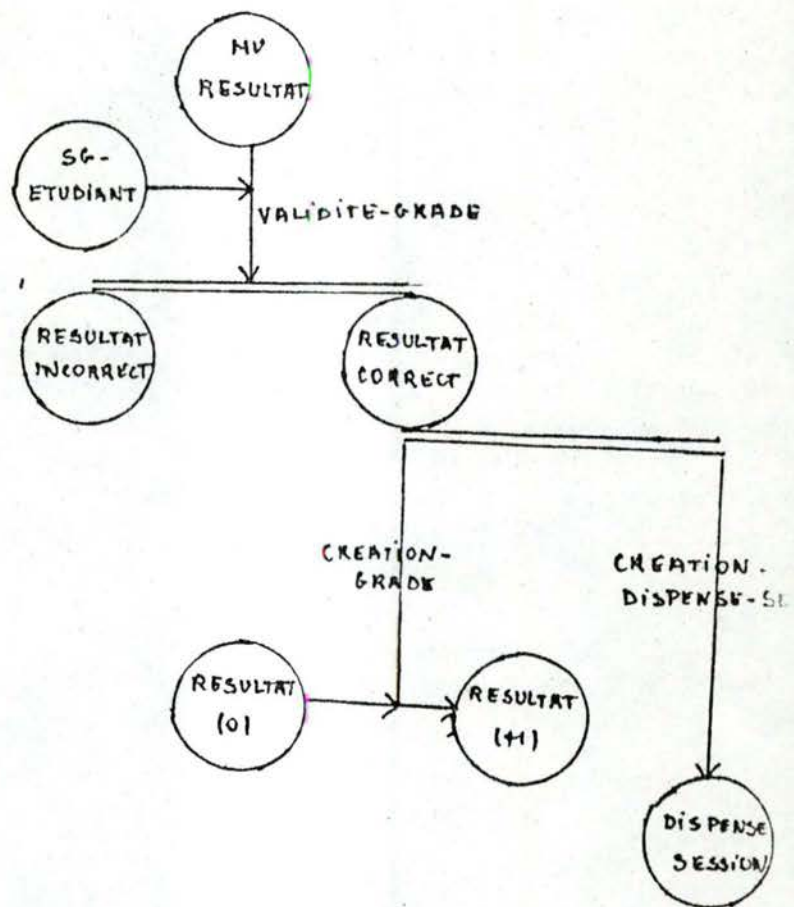 NV
RESULTAT
SG-
ETUDIANT
VALIDITE-GRADE
RESULTAT
INCORRECT
RESULTAT
CORRECT
CREATION-
GRADE
CREATION-
DISPENSE-SE
RESULTAT
(0)
RESULTAT
(+1)
DISPENSE
SESSION